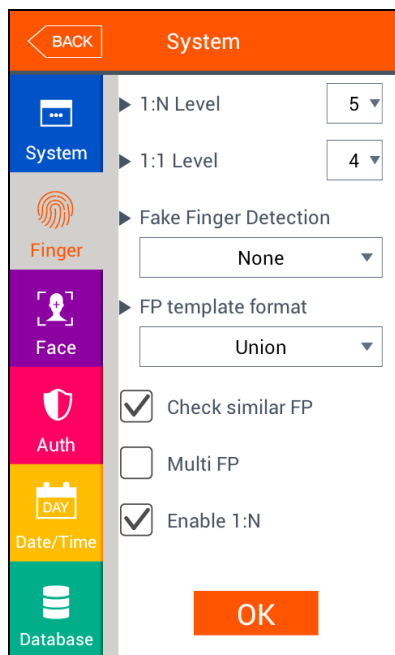 BACK
System
System
Finger
Face
Auth
DAY
Date/Time
Database
1:N Level
5
1:1 Level
4
Fake Finger Detection
None
FP template format
Union
Check similar FP
Multi FP
Enable 1:N
OK